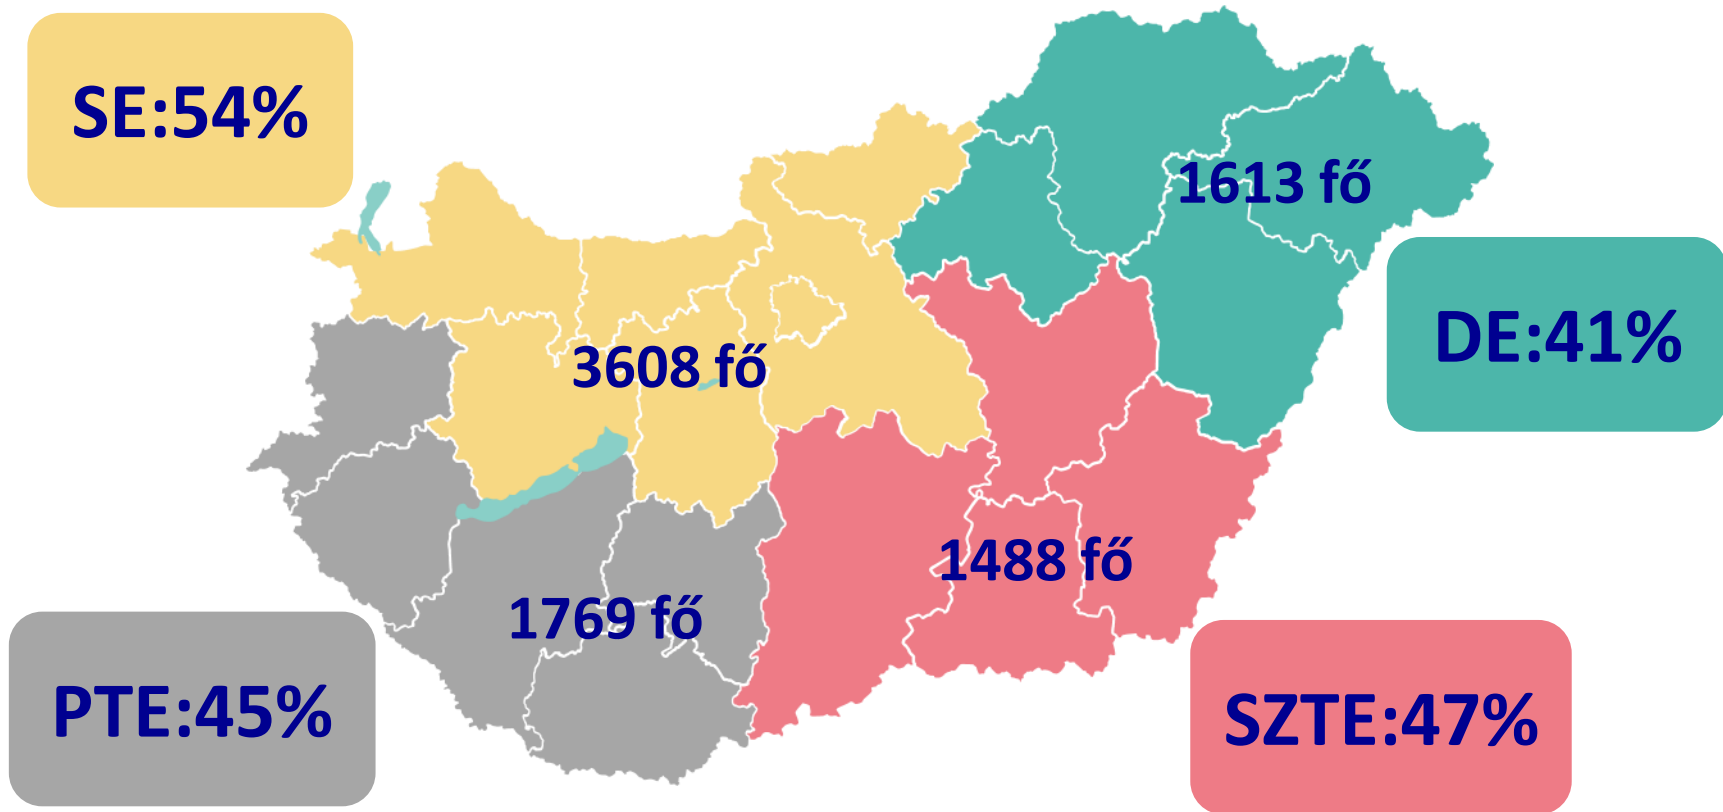 SE:54%
1613 fő
DE:41%
3608 fő
1488 fő
1769 fő
PTE:45%
SZTE:47%